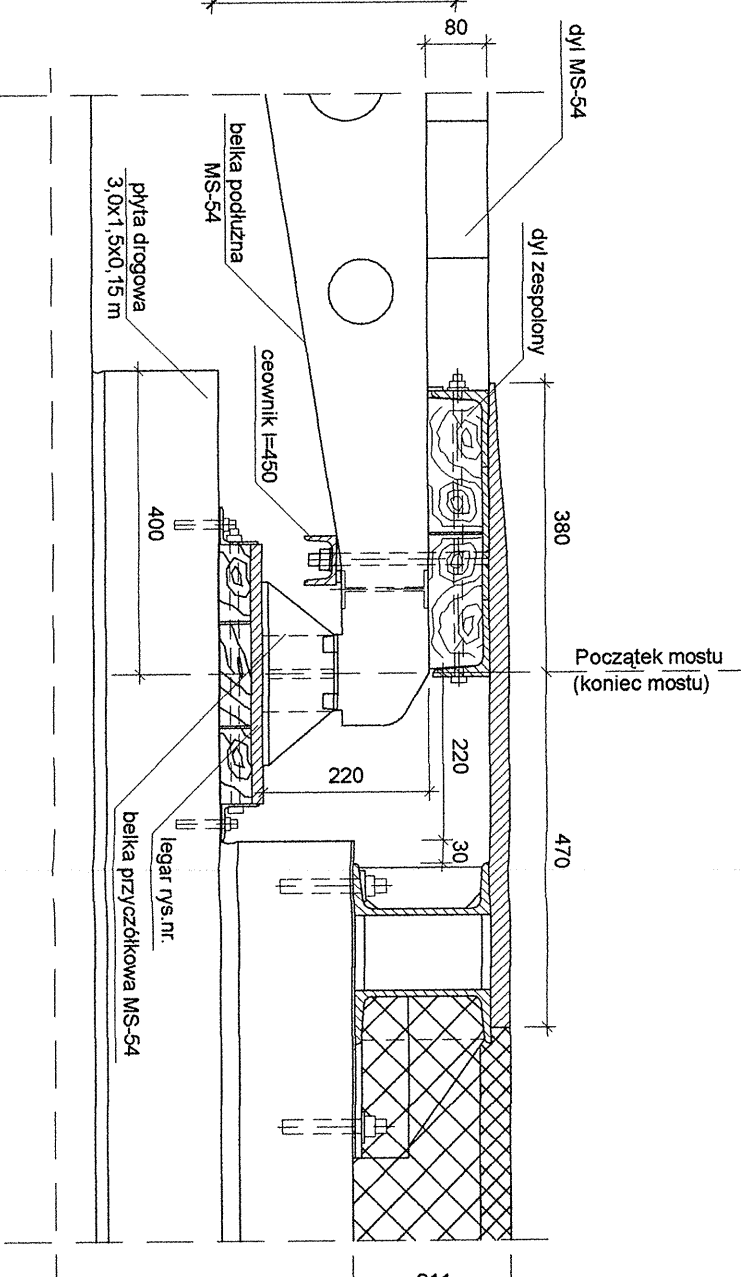 80
dyl MS-54
belka podłużna
MS-54
płyta drogowa
3,0x1,5x0,15 m
dyl zespolony
ceownik l=450
400
380
Początek mostu
(koniec mostu)
220
220
30
470
legar rys.nr.
belka przyczółkowa MS-54